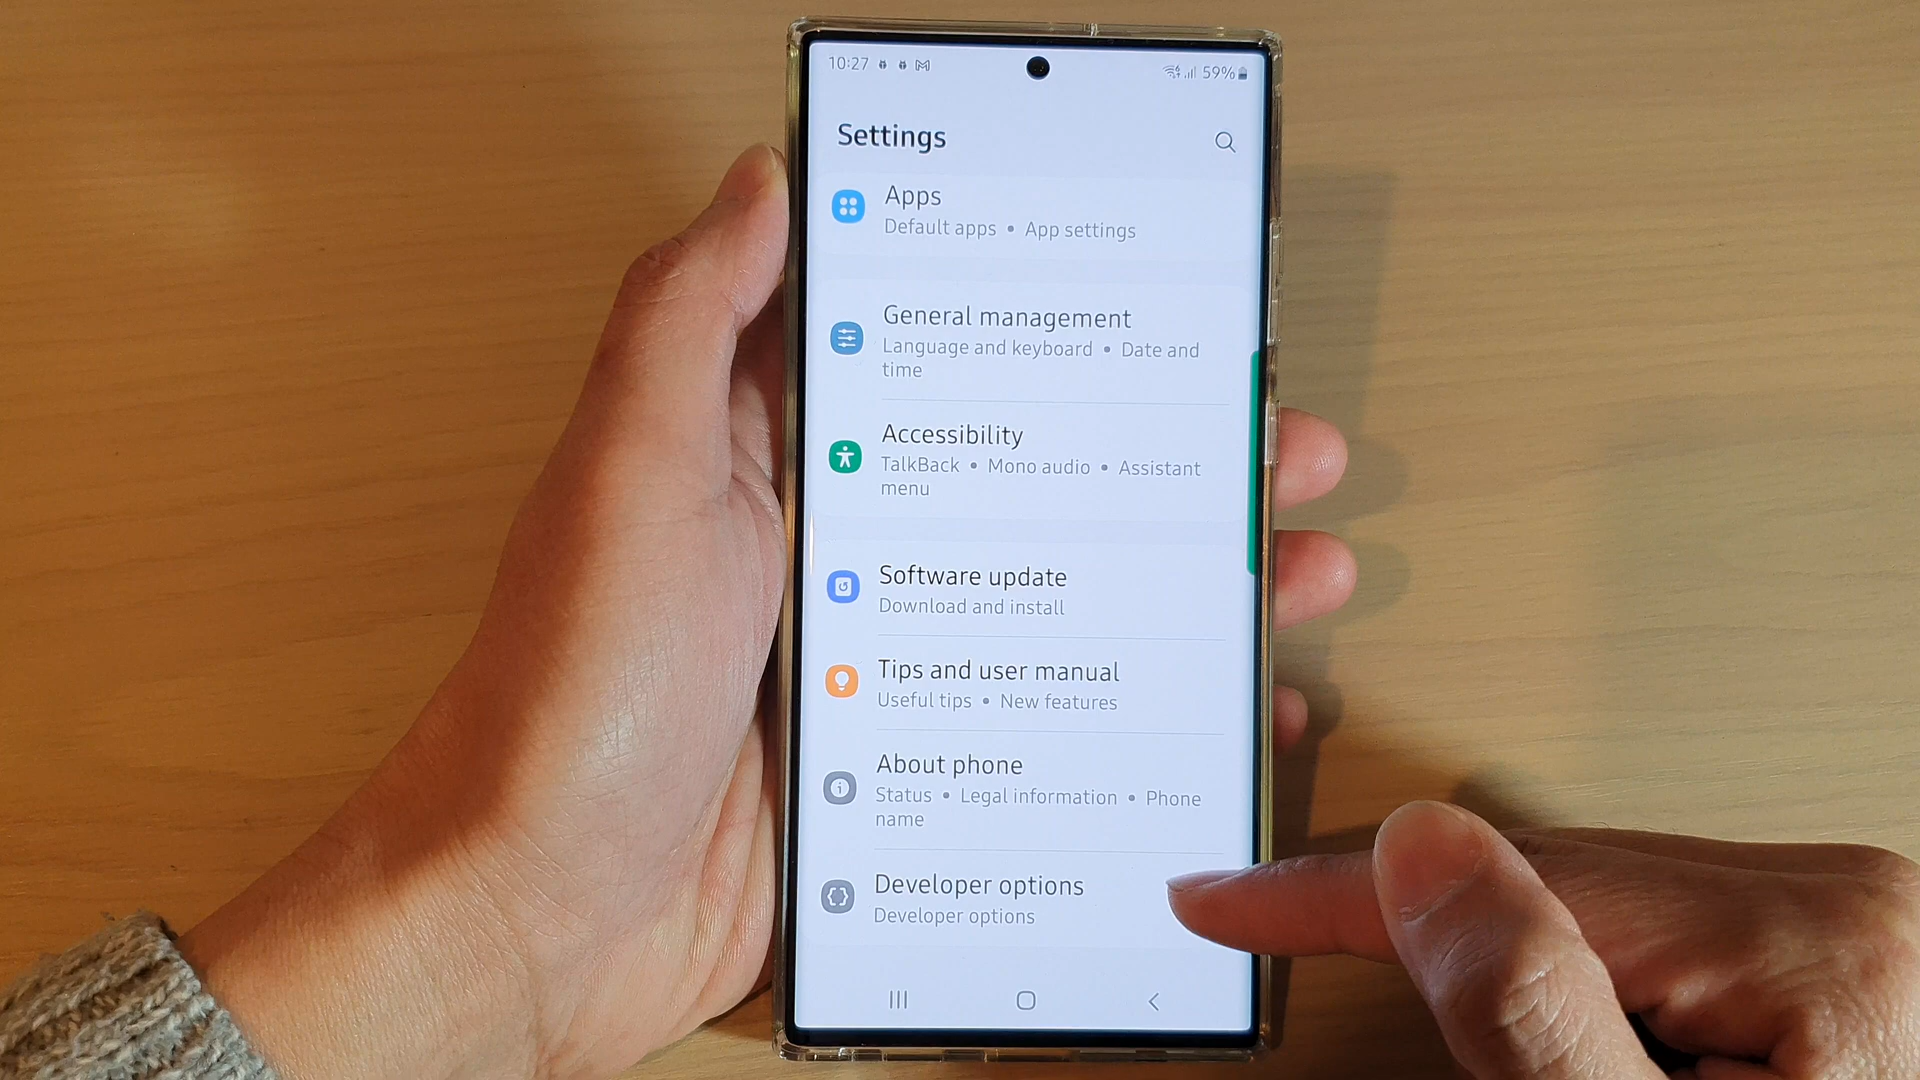 10:27 59%
Settings
Apps
Default apps • App settings
General management
Language and keyboard • Date and
time
Accessibility
TalkBack • Mono audio • Assistant
menu
Software update
Download and install
Tips and user manual
Useful tips • New features
About phone
Status • Legal information • Phone
name
Developer options
Developer options